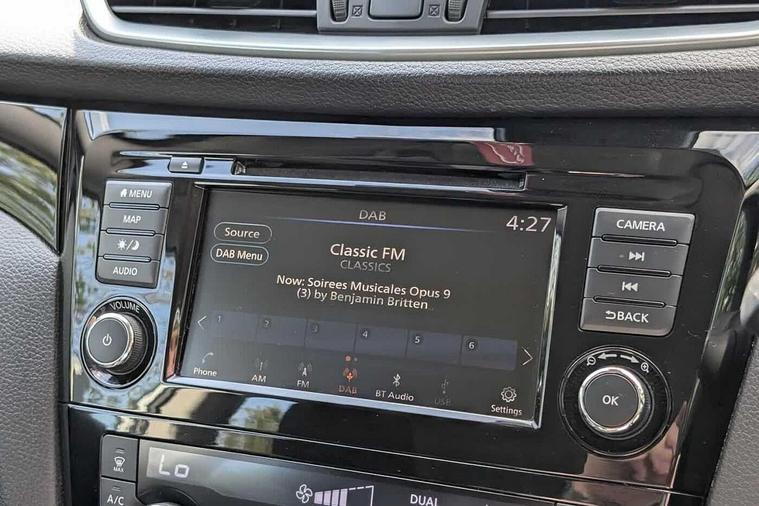 MENU
MAP
AUDIO
VOLUME
DAB
4:27
Source
DAB Menu
Classic FM
CLASSICS
Now: Soirees Musicales Opus 9
(3) by Benjamin Britten
1 2 3 4 5 6
Phone AM FM DAB BT Audio USB Settings
CAMERA
BACK
OK
MAX
A/C
Lo
DUAL